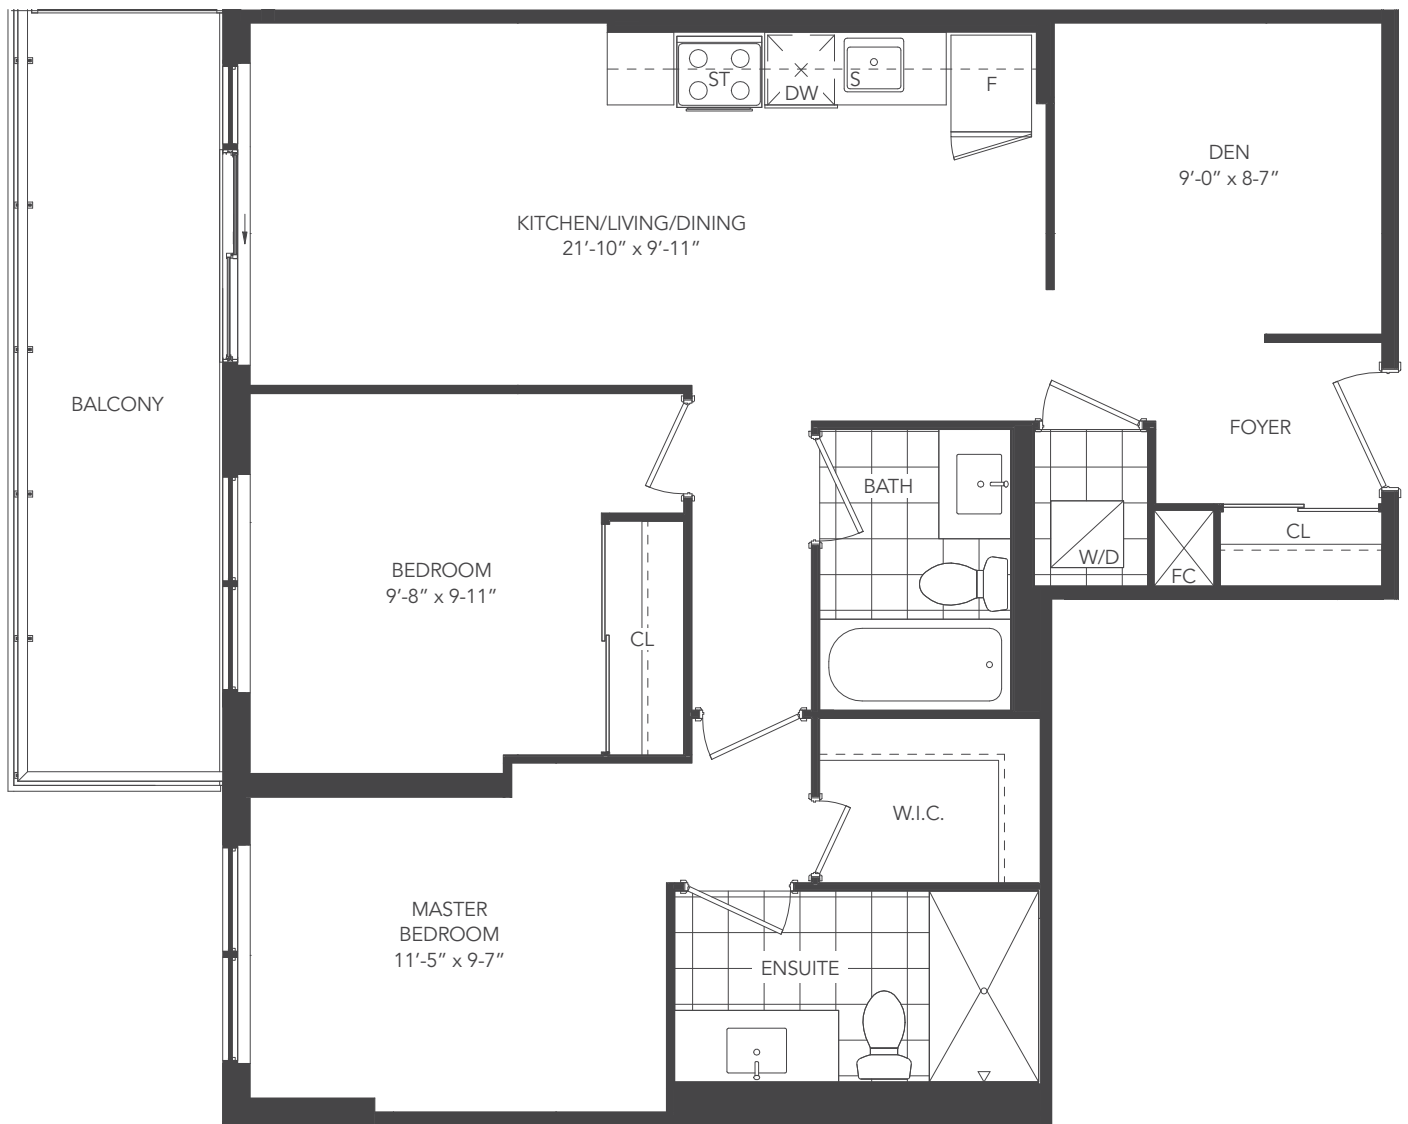 ST
DW
S
F
DEN
9’-0” x 8-7”
KITCHEN/LIVING/DINING
21’-10” x 9’-11”
BALCONY
FOYER
BATH
CL
W/D
FC
BEDROOM
9’-8” x 9-11”
CL
W.I.C.
MASTER
BEDROOM
11’-5” x 9-7”
ENSUITE